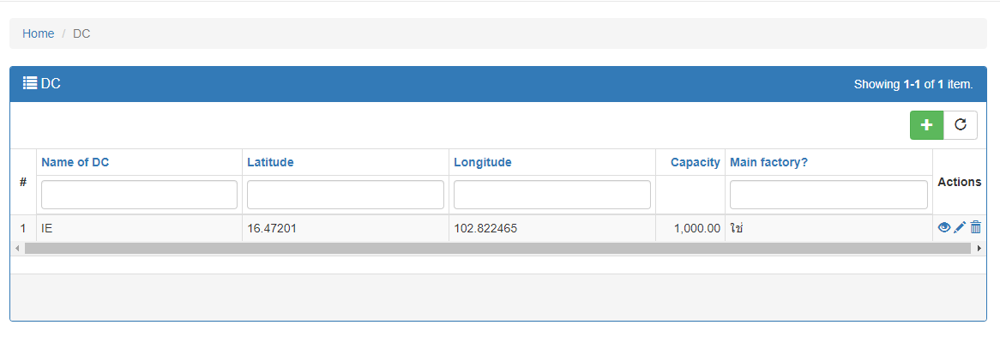 Home / DC
DC
Showing 1-1 of 1 item.
# Name of DC Latitude Longitude Capacity Main factory? Actions
1 IE 16.47201 102.822465 1,000.00 ใช่